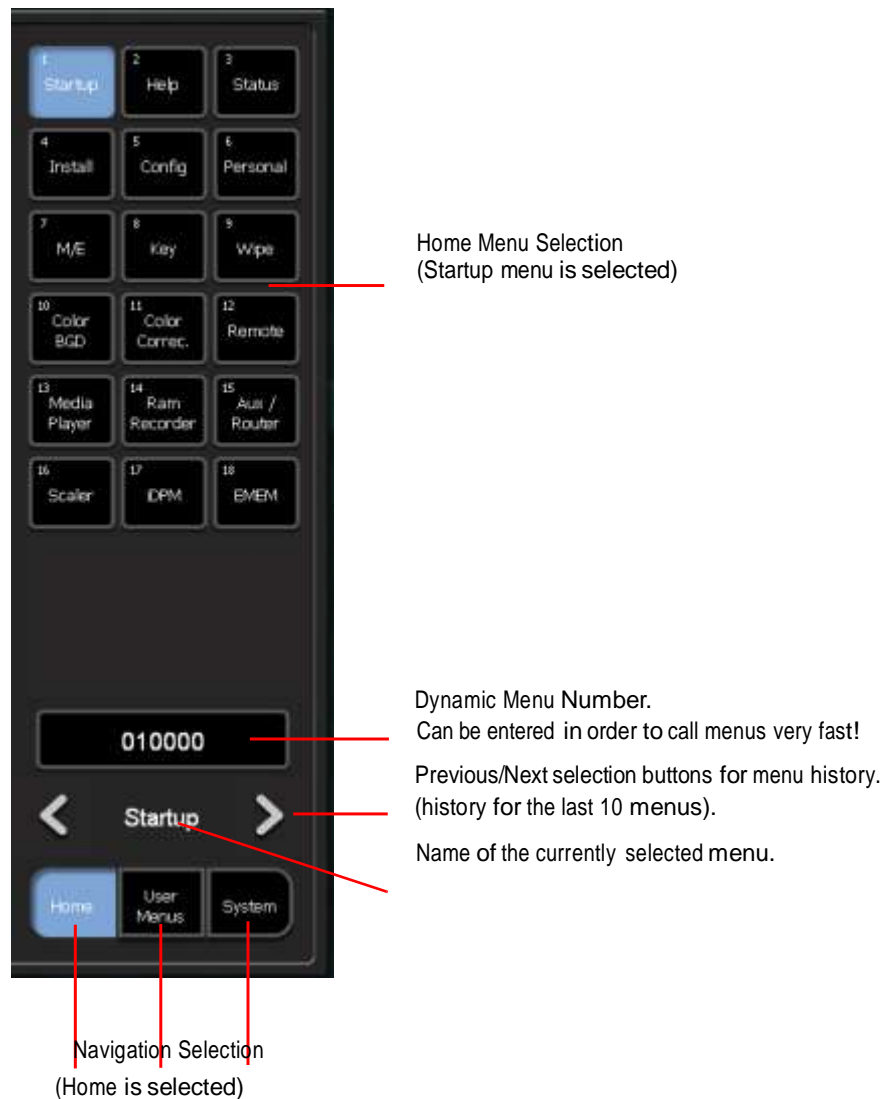 1
Startup
2
Help
3
Status
4
Install
5
Config
6
Personal
7
M/E
8
Key
9
Wipe
10
Color
BGD
11
Color
Correc.
12
Remote
13
Media
Player
14
Ram
Recorder
15
Aux /
Router
16
Scaler
17
iDPM
18
EMEM
Home Menu Selection
(Startup menu is selected)
010000
Dynamic Menu Number.
Can be entered in order to call menus very fast!
Startup
Previous/Next selection buttons for menu history.
(history for the last 10 menus).
Name of the currently selected menu.
Home
User
Menus
System
Navigation Selection
(Home is selected)